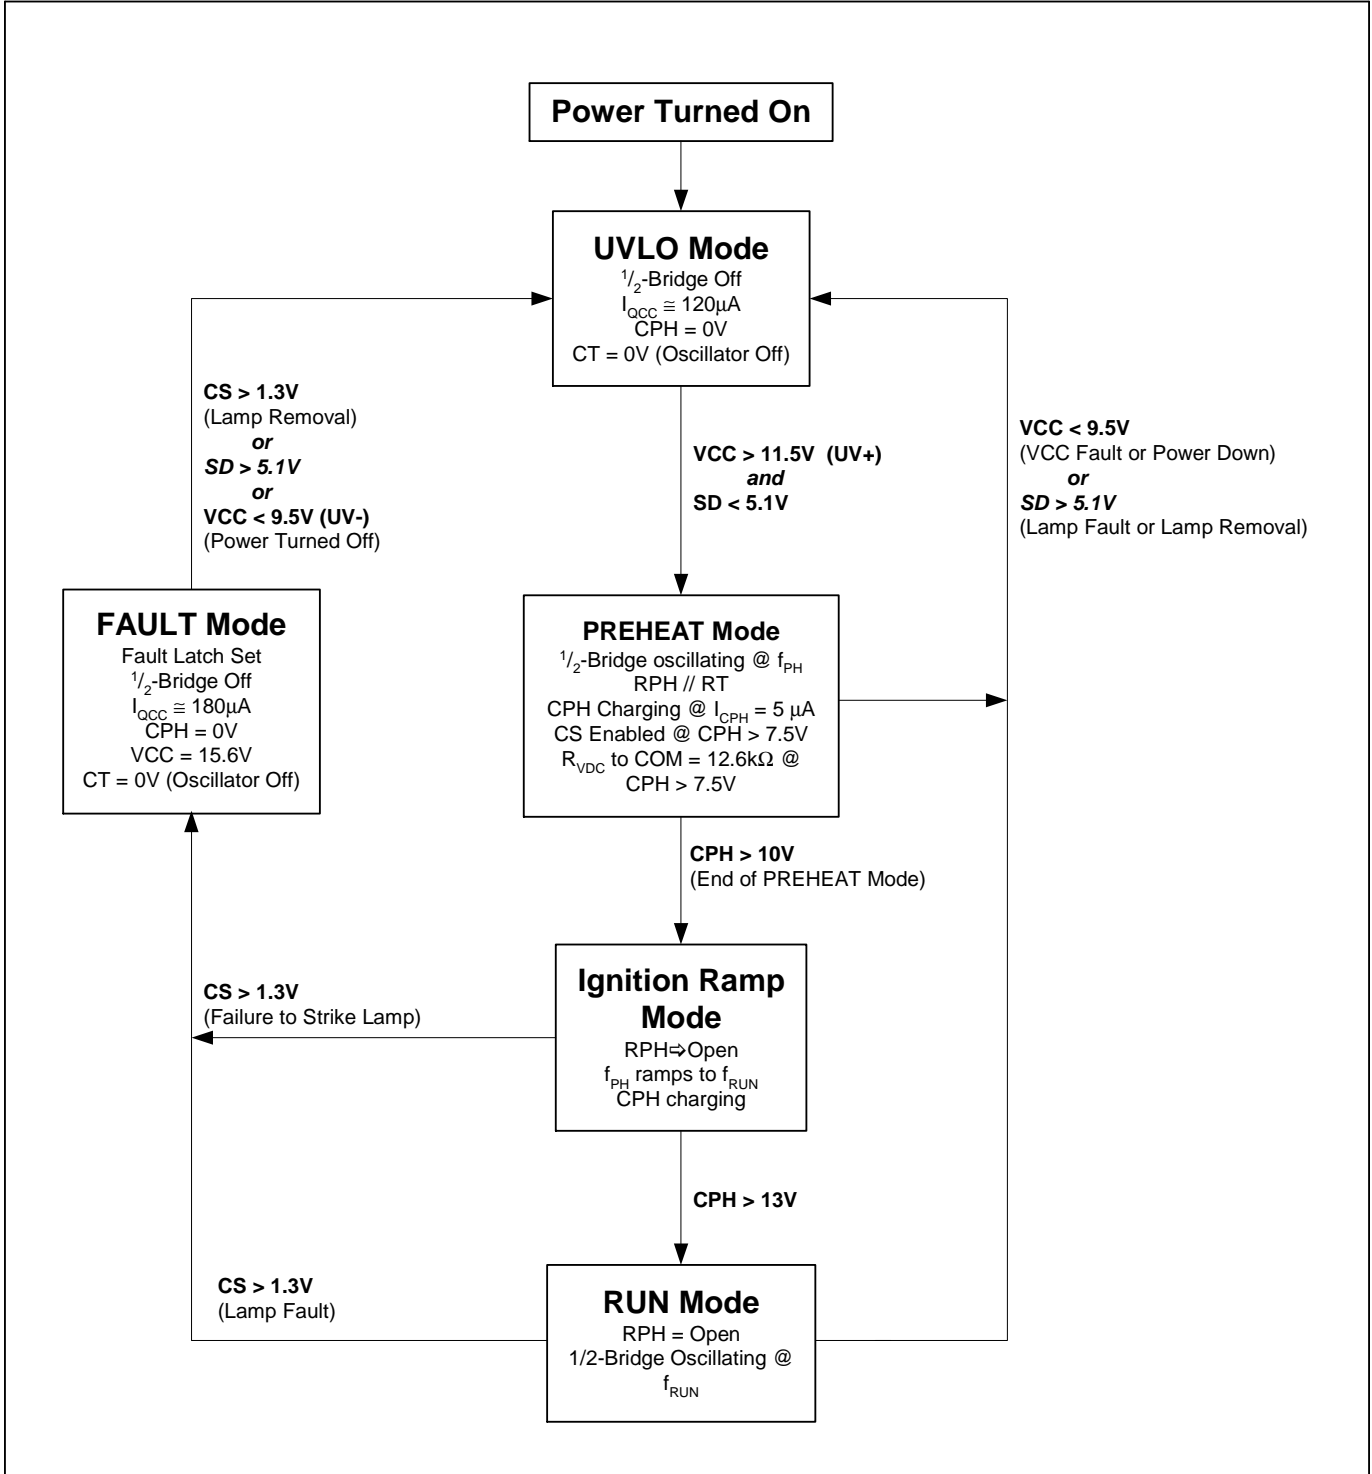 Power Turned On
UVLO Mode
1/2-Bridge Off
IQCC ≅ 120μA
CPH = 0V
CT = 0V (Oscillator Off)
CS > 1.3V
(Lamp Removal)
or
SD > 5.1V
or
VCC < 9.5V (UV-)
(Power Turned Off)
VCC > 11.5V (UV+)
and
SD < 5.1V
VCC < 9.5V
(VCC Fault or Power Down)
or
SD > 5.1V
(Lamp Fault or Lamp Removal)
FAULT Mode
Fault Latch Set
1/2-Bridge Off
IQCC ≅ 180μA
CPH = 0V
VCC = 15.6V
CT = 0V (Oscillator Off)
PREHEAT Mode
1/2-Bridge oscillating @ fPH
RPH // RT
CPH Charging @ ICPH = 5 μA
CS Enabled @ CPH > 7.5V
RVDC to COM = 12.6kΩ @
CPH > 7.5V
CPH > 10V
(End of PREHEAT Mode)
Ignition Ramp
Mode
RPH⇨Open
fPH ramps to fRUN
CPH charging
CS > 1.3V
(Failure to Strike Lamp)
CPH > 13V
CS > 1.3V
(Lamp Fault)
RUN Mode
RPH = Open
1/2-Bridge Oscillating @
fRUN